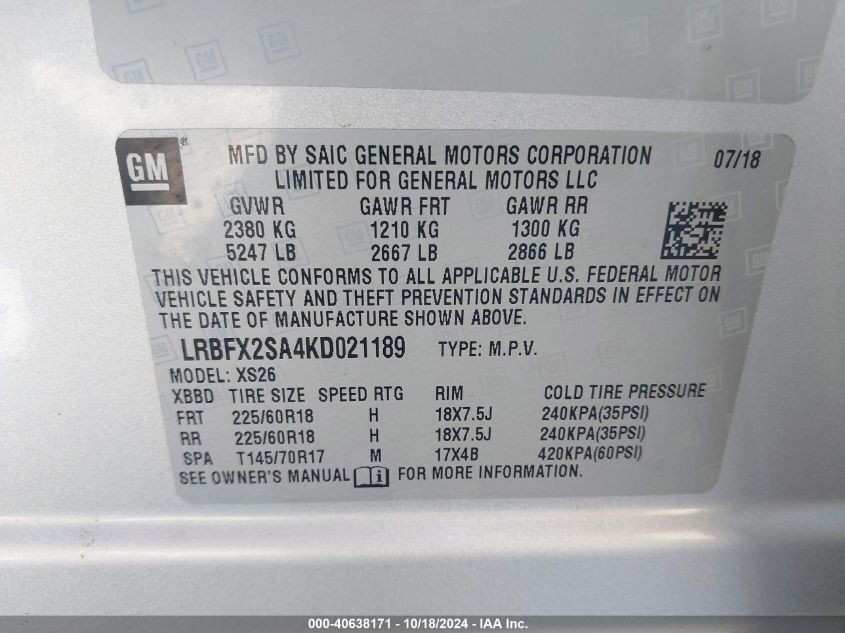 GM® MFD BY SAIC GENERAL MOTORS CORPORATION 07/18
LIMITED FOR GENERAL MOTORS LLC
GVWR GAWR FRT GAWR RR
2380 KG 1210 KG 1300 KG
5247 LB 2667 LB 2866 LB
THIS VEHICLE CONFORMS TO ALL APPLICABLE U.S. FEDERAL MOTOR
VEHICLE SAFETY AND THEFT PREVENTION STANDARDS IN EFFECT ON
THE DATE OF MANUFACTURE SHOWN ABOVE.
LRBFX2SA4KD021189 TYPE: M.P.V.
MODEL: XS26
XBBD TIRE SIZE SPEED RTG RIM COLD TIRE PRESSURE
FRT 225/60R18 H 18X7.5J 240KPA(35PSI)
RR 225/60R18 H 18X7.5J 240KPA(35PSI)
SPA T145/70R17 M 17X4B 420KPA(60PSI)
SEE OWNER'S MANUAL i FOR MORE INFORMATION.
000-40638171 - 10/18/2024 - IAA Inc.